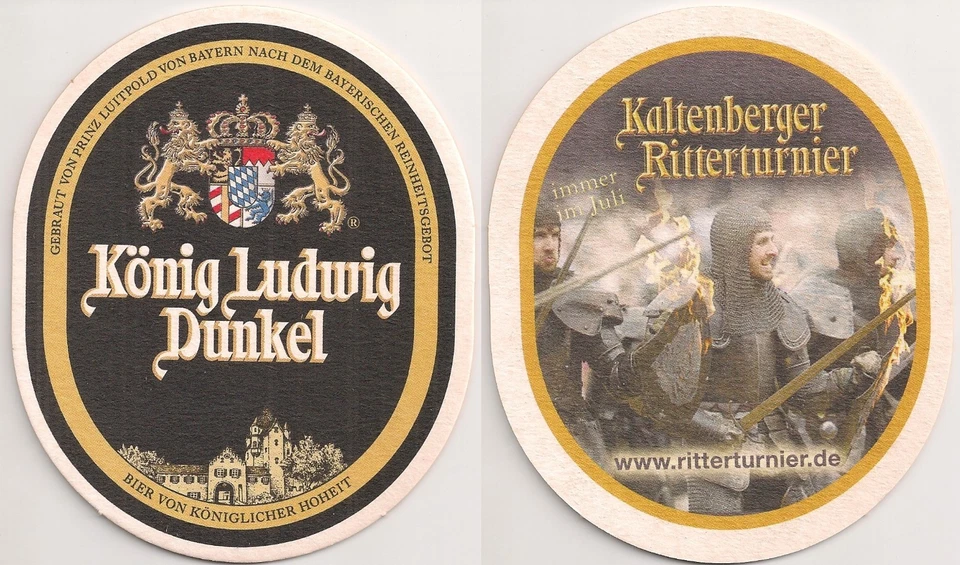 GEBRAUT VON PRINZ LUITPOLD VON BAYERN NACH DEM BAYERISCHEN REINHEITSGEBOT
®
König Ludwig
Dunkel
BIER VON KÖNIGLICHER HOHEIT
Kaltenberger
Ritterturnier
immer
im Juli
www.ritterturnier.de